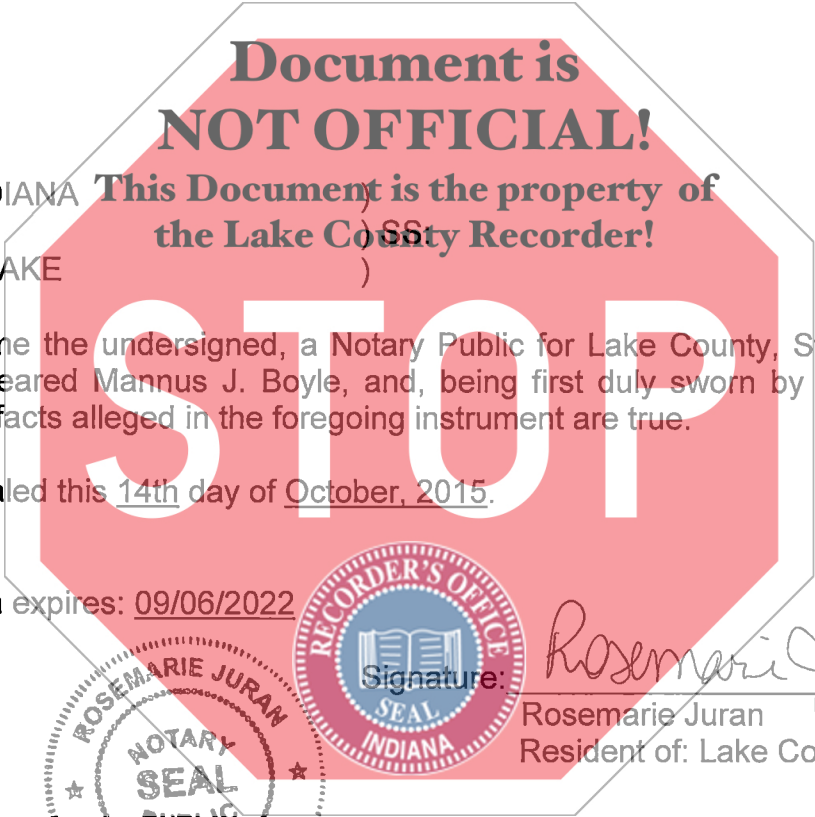 Document is
NOT OFFICIAL!
This Document is the property of
the Lake County Recorder!
DIANA )
) SS:
AKE )
STOP
ne the undersigned, a Notary Public for Lake County, S
eared Mannus J. Boyle, and, being first duly sworn by
facts alleged in the foregoing instrument are true.
led this 14th day of October, 2015.
expires: 09/06/2022
RECORDER'S OFFICE
SEAL
INDIANA
Signature: Rosemarie
Rosemarie Juran
Resident of: Lake Co
ROSEMARIE JURAN
NOTARY
SEAL
PUBLIC